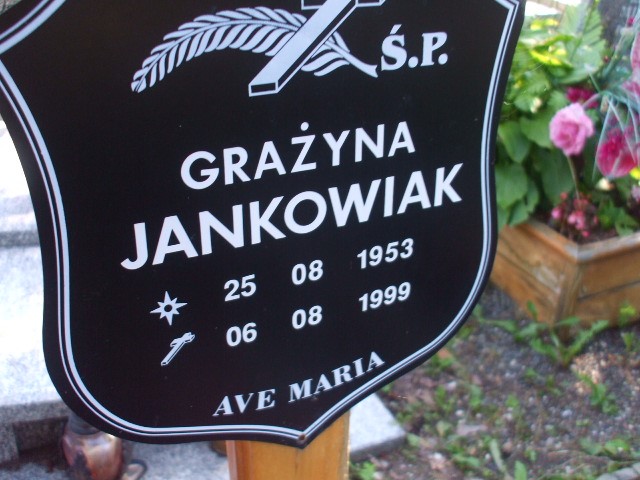 Ś.P.
GRAŻYNA
JANKOWIAK
25 08 1953
06 08 1999
AVE MARIA